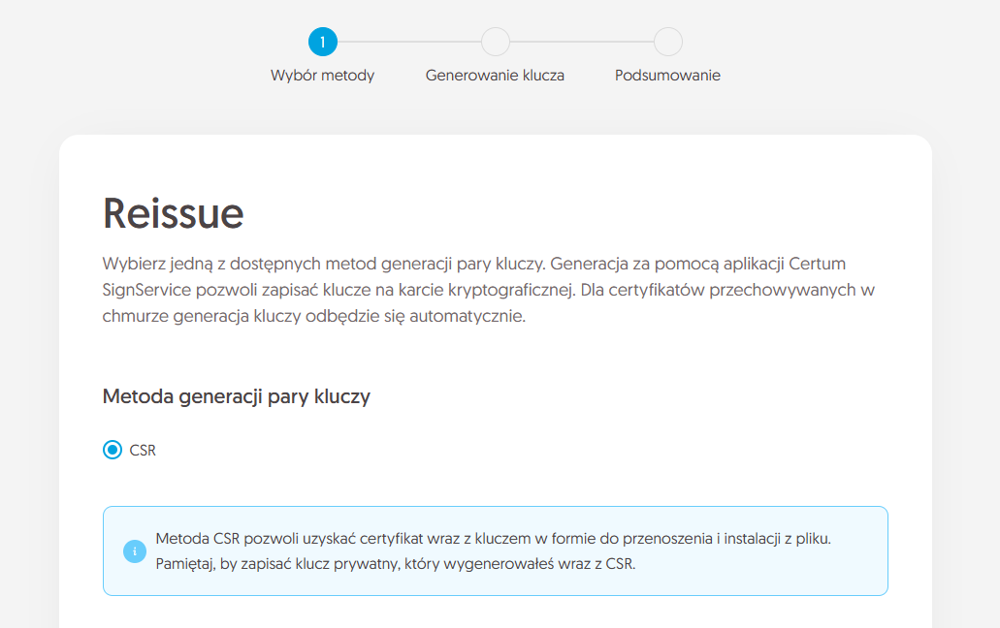 1
Wybór metody
Generowanie klucza
Podsumowanie
Reissue
Wybierz jedną z dostępnych metod generacji pary kluczy. Generacja za pomocą aplikacji Certum
SignService pozwoli zapisać klucze na karcie kryptograficznej. Dla certyfikatów przechowywanych w
chmurze generacja kluczy odbędzie się automatycznie.
Metoda generacji pary kluczy
CSR
i
Metoda CSR pozwoli uzyskać certyfikat wraz z kluczem w formie do przenoszenia i instalacji z pliku.
Pamiętaj, by zapisać klucz prywatny, który wygenerowałeś wraz z CSR.